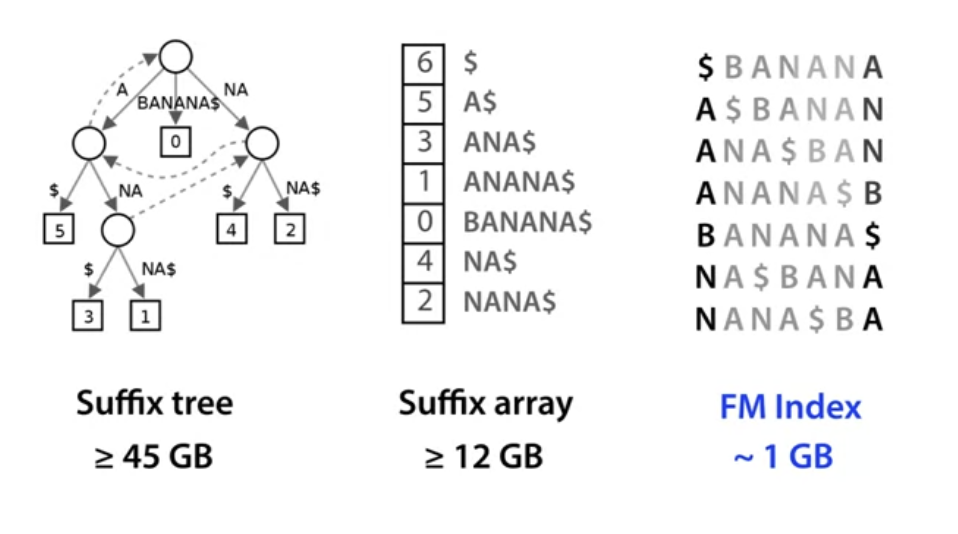 A
BANANA$
NA
0
$
NA
$
NA$
5
4
2
$
NA$
3
1
Suffix tree
≥ 45 GB
6 $
5 A$
3 ANA$
1 ANANA$
0 BANANA$
4 NA$
2 NANA$
Suffix array
≥ 12 GB
$ B A N A N A
A $ B A N A N
A N A $ B A N
A N A N A $ B
B A N A N A $
N A $ B A N A
N A N A $ B A
FM Index
~ 1 GB